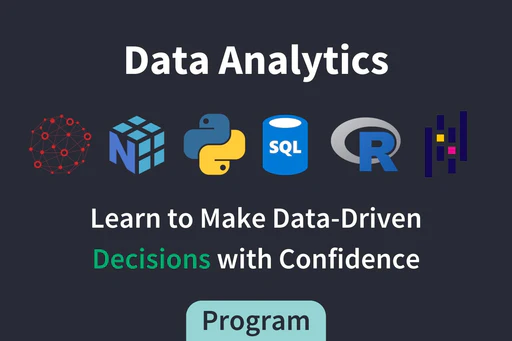 Data Analytics
N SQL R
Learn to Make Data-Driven
Decisions with Confidence
Program